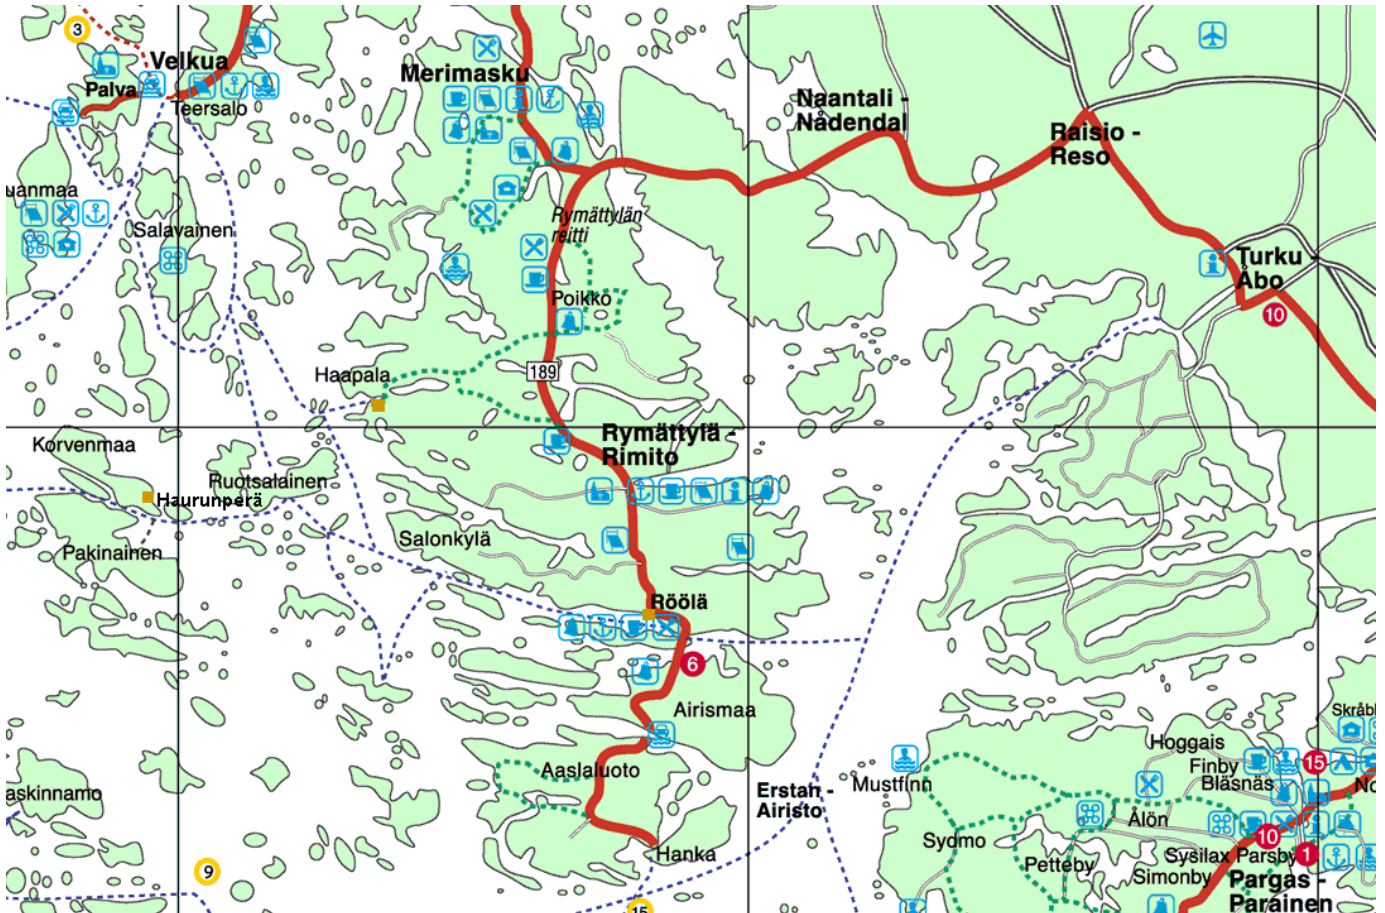 3
Velkua
Palva
Teersalo
Merimasku
Naantali -
Nådendal
Raisio -
Reso
uanmaa
Salavainen
Rymättylän
reitti
Turku -
Åbo
10
Poikko
189
Haapala
Korvenmaa
Rymättylä -
Rimito
Ruotsalainen
Haurunperä
Pakinainen
Salonkylä
Röölä
6
Airismaa
Skråbl
Hoggais
Finby
15
Aaslaluoto
Mustfinn
Bläsnäs
No
askinnamo
Erstan -
Airisto
Ålön
10
Sydmo
Hanka
Petteby
Sysilax
Parsby
1
Simonby
9
Pargas -
Parainen
15